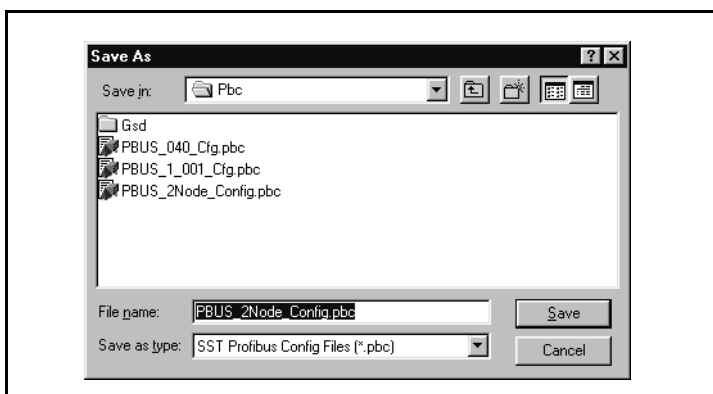 Save As
Save in: Pbc
Gsd
PBUS_040_Cfg.pbc
PBUS_1_001_Cfg.pbc
PBUS_2Node_Config.pbc
File name: PBUS_2Node_Config.pbc Save
Save as type: SST Profibus Config Files (*.pbc) Cancel